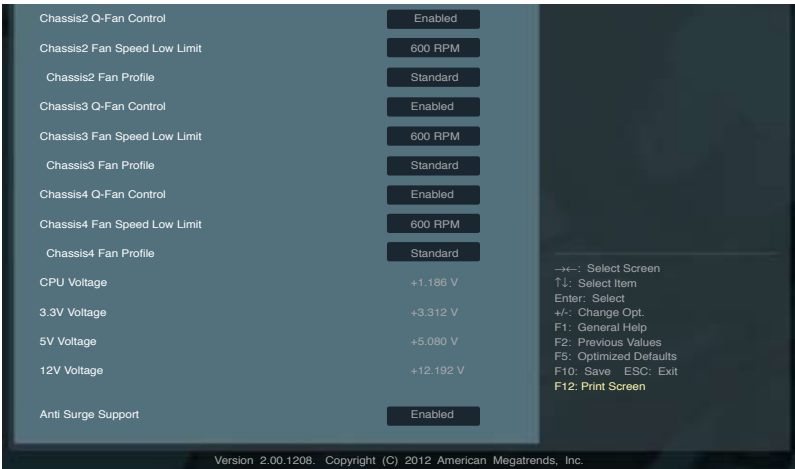 Chassis2 Q-Fan Control Enabled
Chassis2 Fan Speed Low Limit 600 RPM
Chassis2 Fan Profile Standard
Chassis3 Q-Fan Control Enabled
Chassis3 Fan Speed Low Limit 600 RPM
Chassis3 Fan Profile Standard
Chassis4 Q-Fan Control Enabled
Chassis4 Fan Speed Low Limit 600 RPM
Chassis4 Fan Profile Standard
CPU Voltage +1.186 V
3.3V Voltage +3.312 V
5V Voltage +5.080 V
12V Voltage +12.192 V
Anti Surge Support Enabled
→←: Select Screen
↑↓: Select Item
Enter: Select
+/-: Change Opt.
F1: General Help
F2: Previous Values
F5: Optimized Defaults
F10: Save ESC: Exit
F12: Print Screen
Version 2.00.1208. Copyright (C) 2012 American Megatrends, Inc.